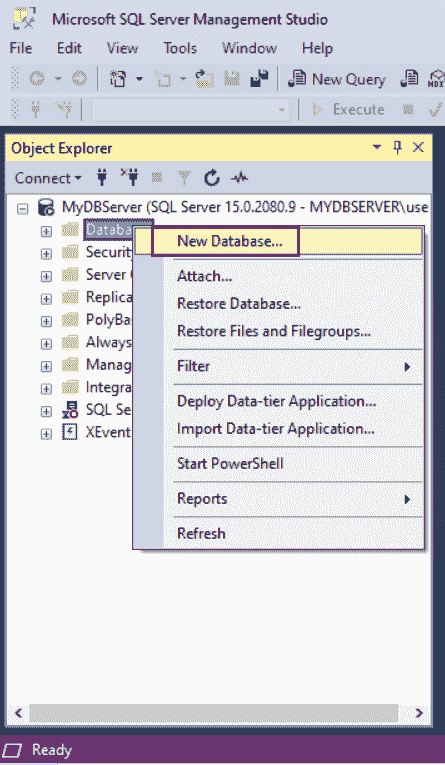 Microsoft SQL Server Management Studio
File Edit View Tools Window Help
New Query
Execute
Object Explorer
Connect
MyDBServer (SQL Server 15.0.2080.9 - MYDBSERVER\use
Databa
New Database...
Securit
Attach...
Server
Replica
Restore Database...
PolyBas
Restore Files and Filegroups...
Always
Manag
Filter
Integra
Deploy Data-tier Application...
SQL Se
Import Data-tier Application...
XEvent
Start PowerShell
Reports
Refresh
Ready